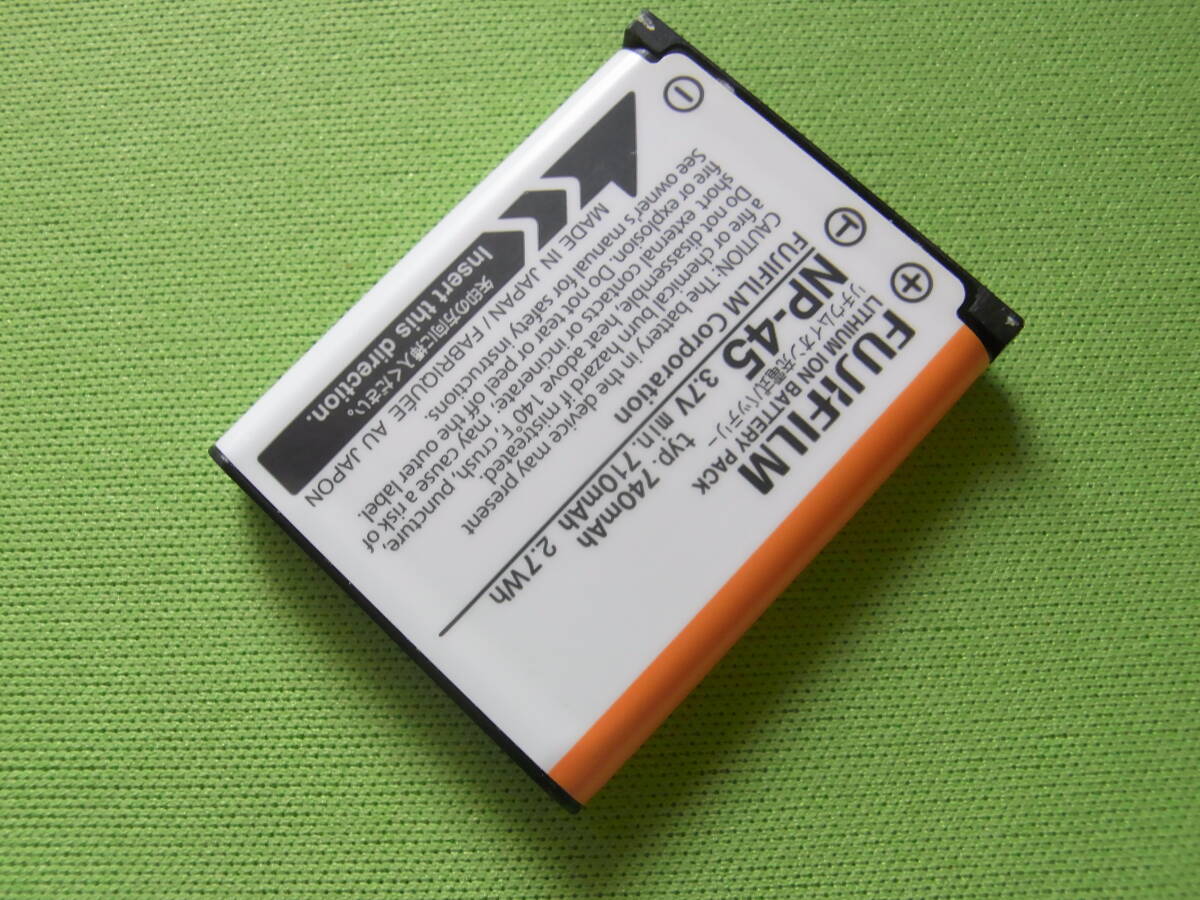 FUJIFILM
LITHIUM ION BATTERY PACK
リチウムイオン充電式バッテリー
NP-45 typ. 740mAh
3.7V min. 710mAh 2.7Wh
FUJIFILM Corporation
CAUTION: The battery in the device may present
a fire or chemical burn hazard if mistreated.
Do not disassemble, heat above 140°F, crush, puncture,
short external contacts or incinerate; may cause a risk of
fire or explosion. Do not tear or peel off the outer label.
See owner's manual for safety instructions.
MADE IN JAPAN / FABRIQUÉE AU JAPON
矢印の方向に挿入ください。
Insert this direction.
+
T
−